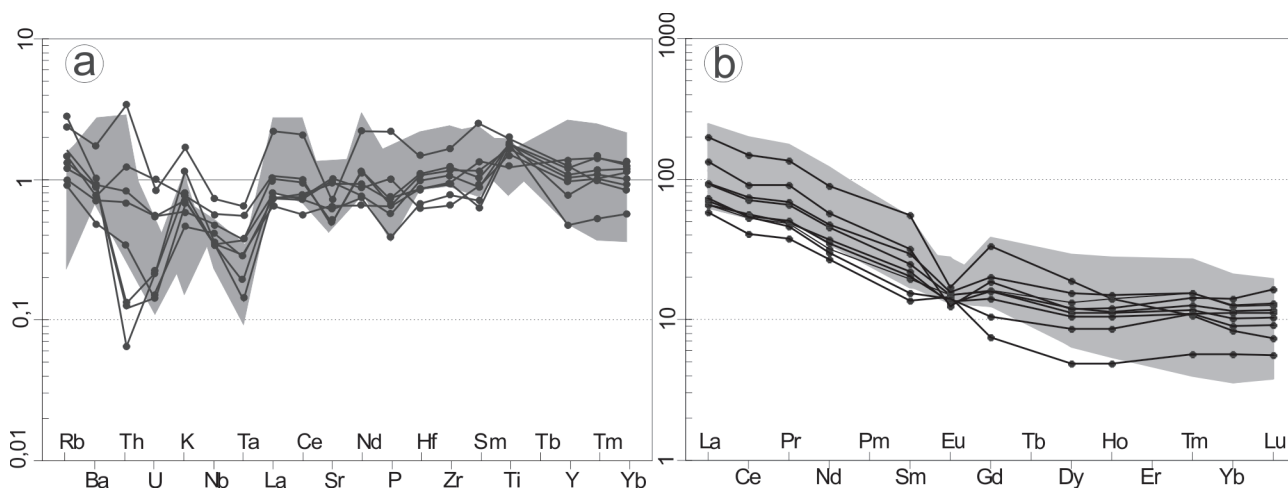 a
10
1
0,1
0,01
Rb Th K Ta Ce Nd Hf Sm Tb Tm
Ba U Nb La Sr P Zr Ti Y Yb
b
1000
100
10
1
La Pr Pm Eu Tb Ho Tm Lu
Ce Nd Sm Gd Dy Er Yb